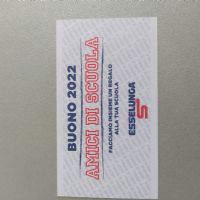 BUONO 2022
AMICI DI SCUOLA
FACCIAMO INSIEME UN REGALO
ALLA TUA SCUOLA
ESSELUNGA
S